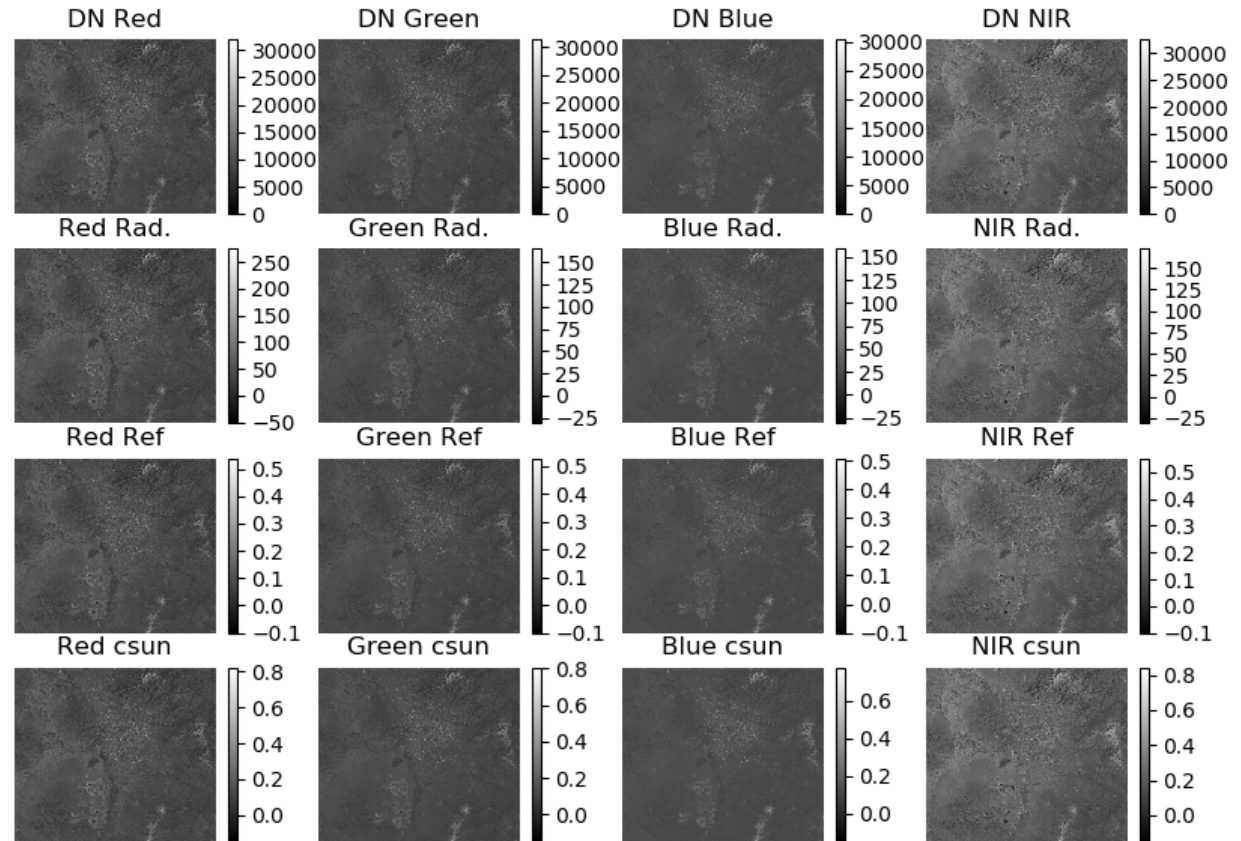 DN Red DN Green DN Blue DN NIR
30000 30000 30000 30000
25000 25000 25000 25000
20000 20000 20000 20000
15000 15000 15000 15000
10000 10000 10000 10000
5000 5000 5000 5000
0 0 0 0
Red Rad. Green Rad. Blue Rad. NIR Rad.
250 150 150 150
200 125 125 125
150 100 100 100
100 75 75 75
50 50 50 50
0 25 25 25
−50 0 0 0
−25 −25 −25
Red Ref Green Ref Blue Ref NIR Ref
0.5 0.5 0.5 0.5
0.4 0.4 0.4 0.4
0.3 0.3 0.3 0.3
0.2 0.2 0.2 0.2
0.1 0.1 0.1 0.1
0.0 0.0 0.0 0.0
−0.1 −0.1 −0.1 −0.1
Red csun Green csun Blue csun NIR csun
0.8 0.8 0.6 0.8
0.6 0.6 0.4 0.6
0.4 0.4 0.2 0.4
0.2 0.2 0.0 0.2
0.0 0.0 0.0